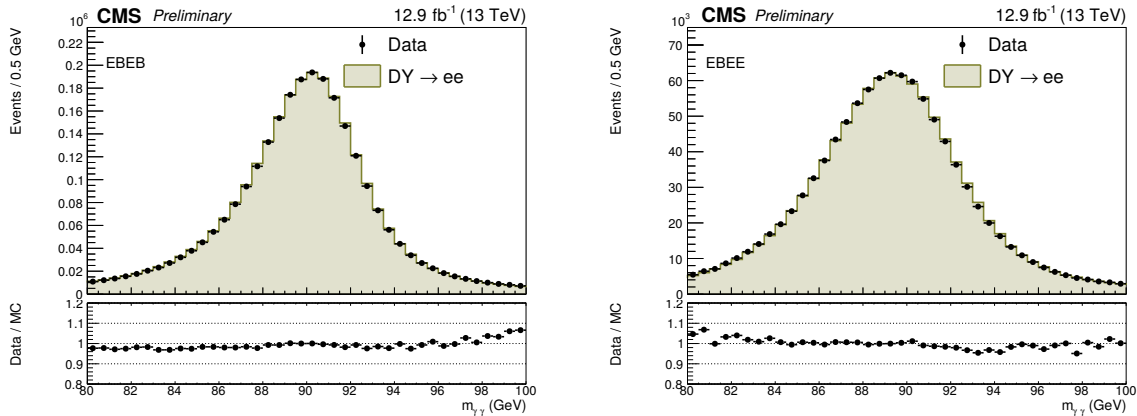 CMS Preliminary 12.9 fb⁻¹ (13 TeV)
×10⁶
Events / 0.5 GeV
EBEB
Data
DY → ee
0.22
0.2
0.18
0.16
0.14
0.12
0.1
0.08
0.06
0.04
0.02
0
Data / MC
1.2
1.1
1
0.9
0.8
80 82 84 86 88 90 92 94 96 98 100
m_γγ (GeV)
CMS Preliminary 12.9 fb⁻¹ (13 TeV)
×10³
Events / 0.5 GeV
EBEE
Data
DY → ee
70
60
50
40
30
20
10
0
Data / MC
1.2
1.1
1
0.9
0.8
80 82 84 86 88 90 92 94 96 98 100
m_γγ (GeV)